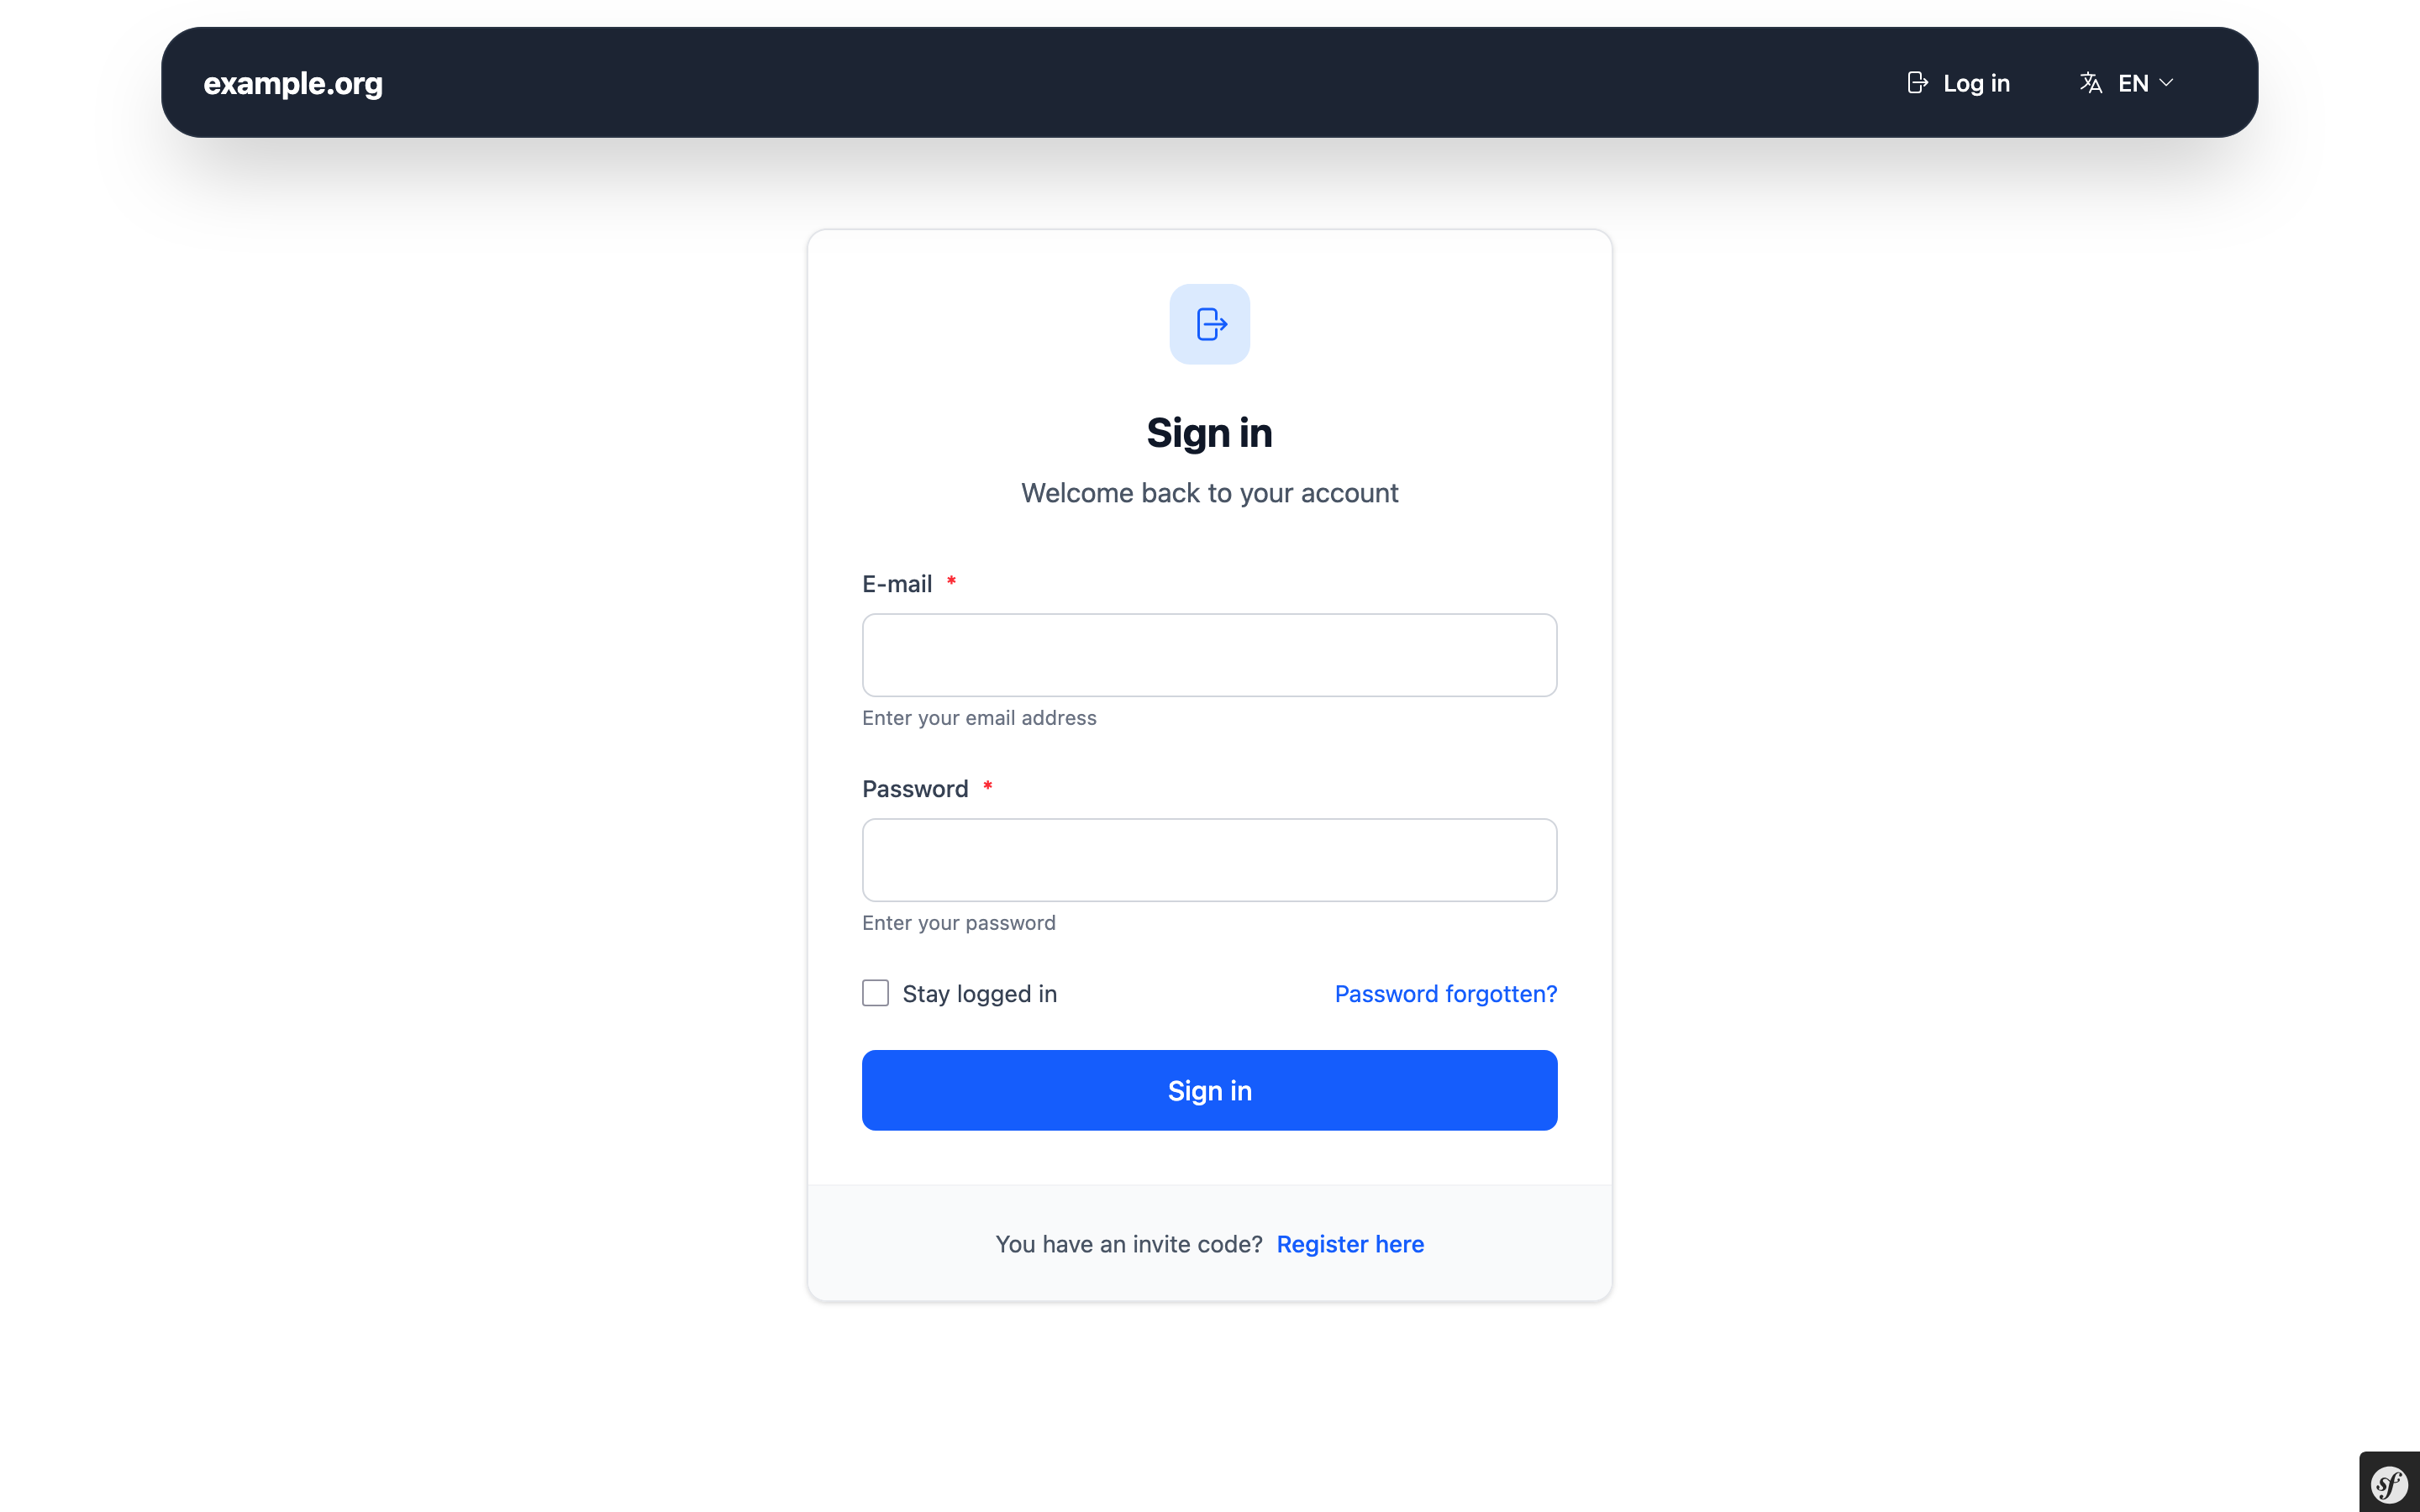 example.org
Log in
EN
Sign in
Welcome back to your account
E-mail *
Enter your email address
Password *
Enter your password
Stay logged in
Password forgotten?
Sign in
You have an invite code? Register here
sf